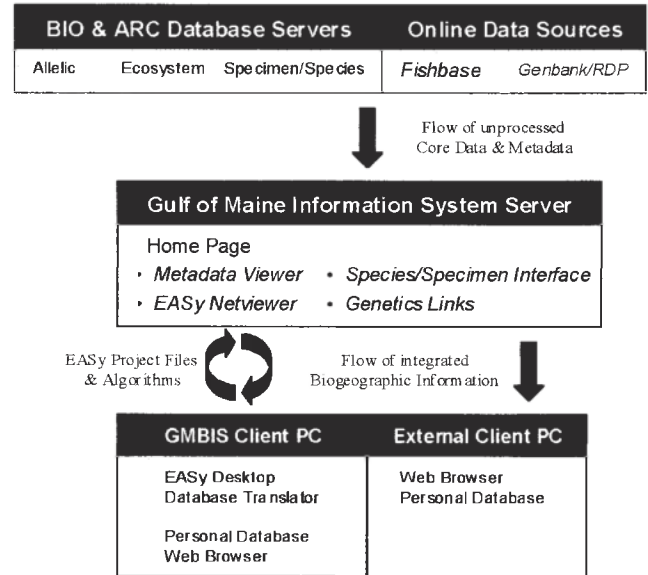 BIO & ARC Database Servers
Online Data Sources
Allelic Ecosystem Specimen/Species
Fishbase Genbank/RDP
Flow of unprocessed
Core Data & Metadata
Gulf of Maine Information System Server
Home Page
• Metadata Viewer • Species/Specimen Interface
• EASy Netviewer • Genetics Links
EASy Project Files
& Algorithms
Flow of integrated
Biogeographic Information
GMBIS Client PC
EASy Desktop
Database Translator
Personal Database
Web Browser
External Client PC
Web Browser
Personal Database